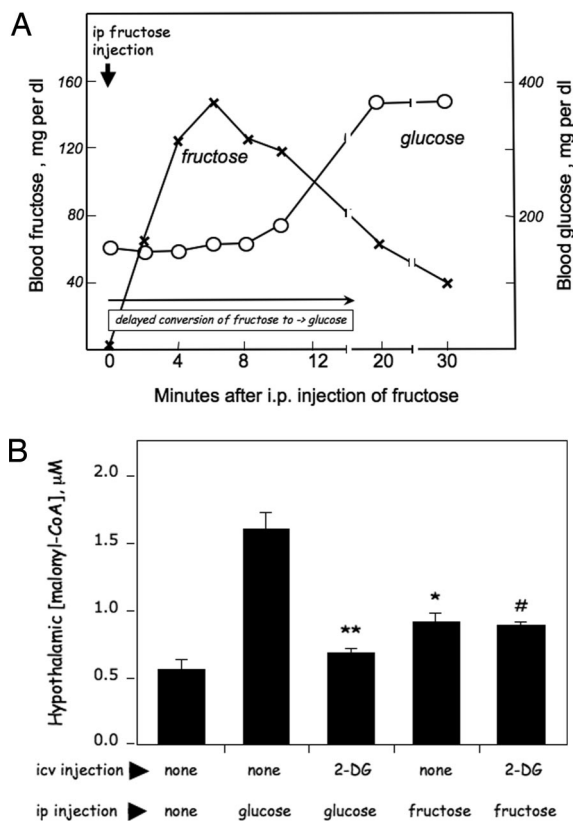 A
ip fructose
injection
160
120
80
40
0
Blood fructose , mg per dl
fructose
glucose
400
200
Blood glucose , mg per dl
delayed conversion of fructose to -> glucose
0 4 8 12 20 30
Minutes after i.p. injection of fructose
B
Hypothalamic [malonyl-CoA], µM
2.0
1.5
1.0
0.5
0.0
** * #
icv injection none none 2-DG none 2-DG
ip injection none glucose glucose fructose fructose